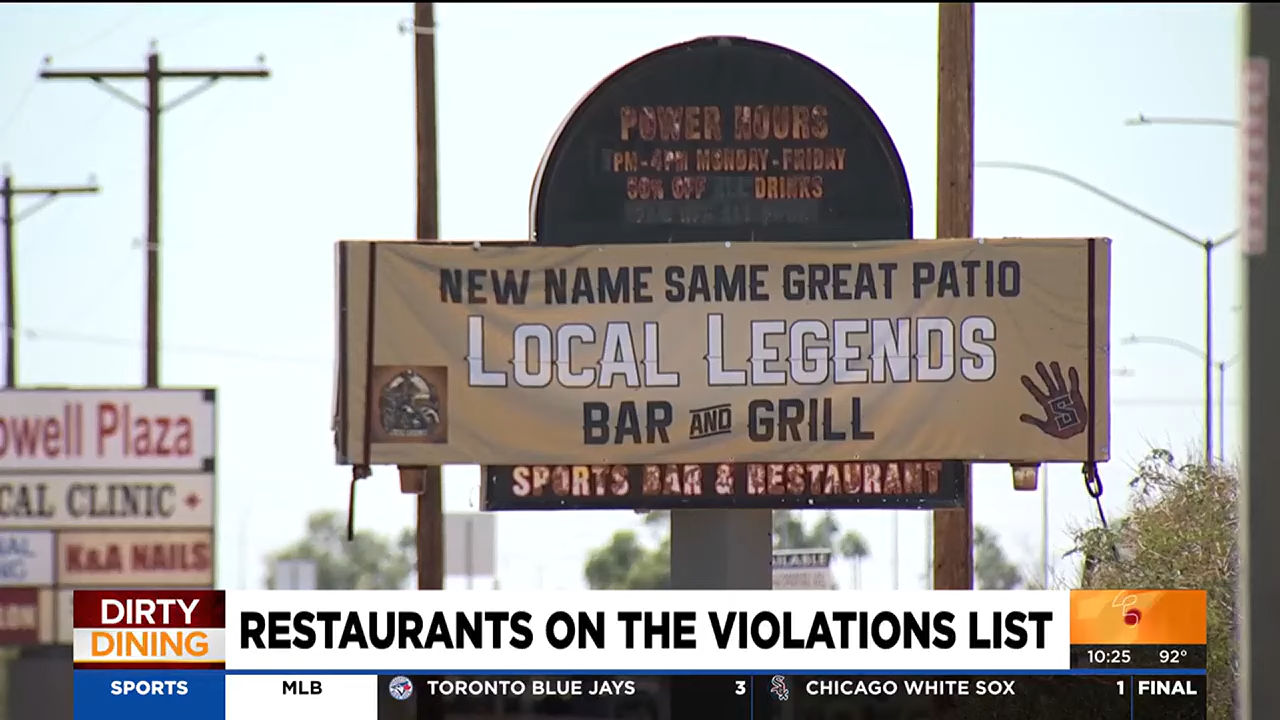 POWER HOURS
PM-4PM MONDAY-FRIDAY
50% OFF ALL DRINKS
NEW NAME SAME GREAT PATIO
LOCAL LEGENDS
BAR AND GRILL
S
SPORTS BAR & RESTAURANT
owell Plaza
CAL CLINIC
K&A NAILS
DIRTY
DINING
RESTAURANTS ON THE VIOLATIONS LIST
10:25 92°
SPORTS
MLB
TORONTO BLUE JAYS 3
CHICAGO WHITE SOX 1
FINAL